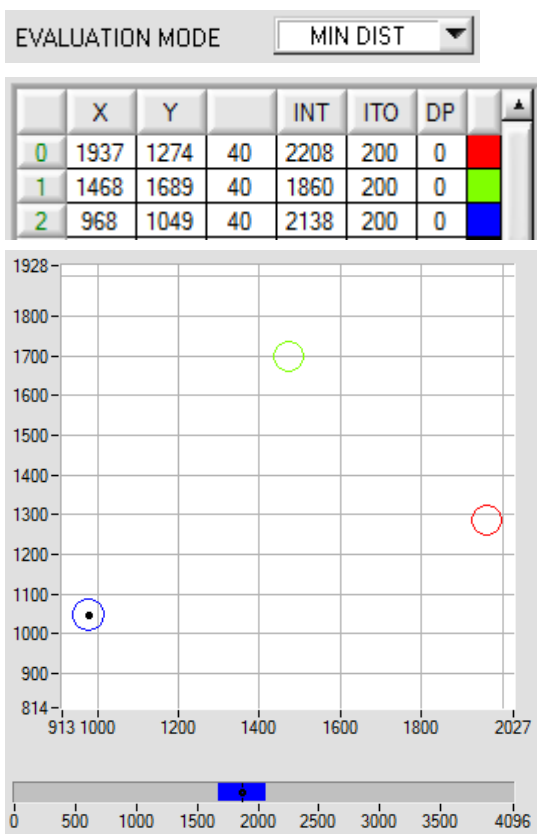 EVALUATION MODE MIN DIST
X Y INT ITO DP
0 1937 1274 40 2208 200 0
1 1468 1689 40 1860 200 0
2 968 1049 40 2138 200 0
1928
1800
1700
1600
1500
1400
1300
1200
1100
1000
900
814
913 1000 1200 1400 1600 1800 2027
0 500 1000 1500 2000 2500 3000 3500 4096